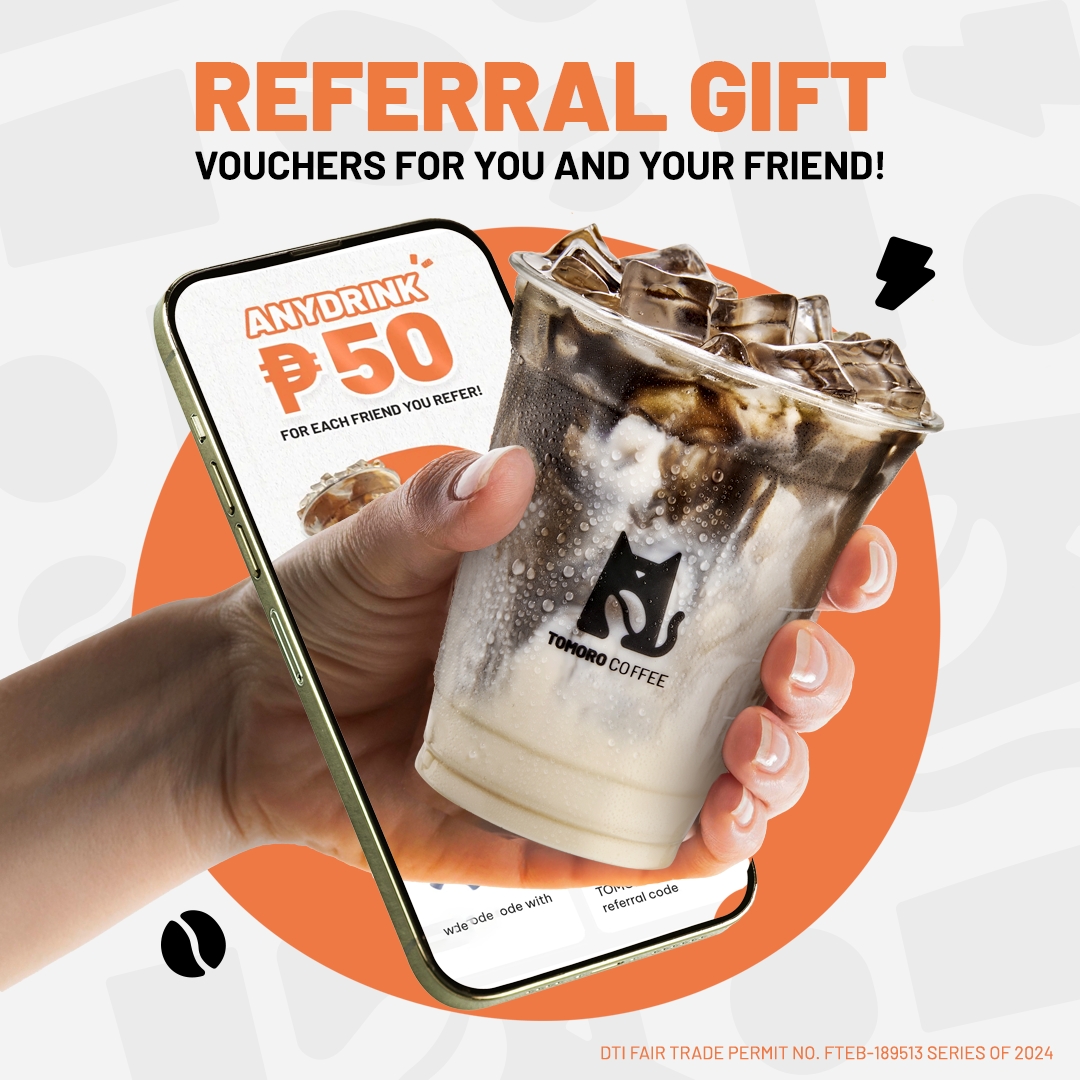 REFERRAL GIFT
VOUCHERS FOR YOU AND YOUR FRIEND!
ANYDRINK
₱50
FOR EACH FRIEND YOU REFER!
TOMORO COFFEE
ode with
referral code
DTI FAIR TRADE PERMIT NO. FTEB-189513 SERIES OF 2024